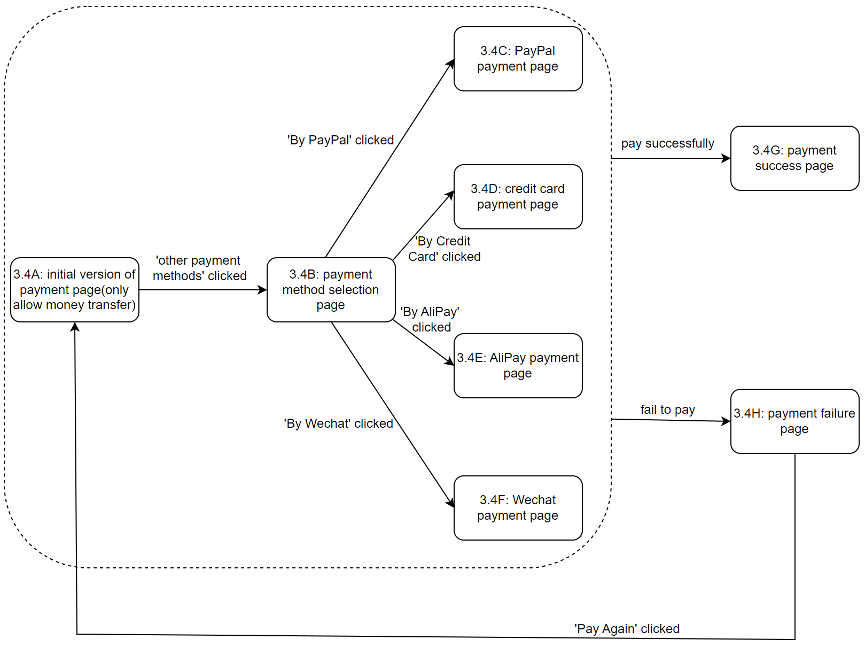 3.4C: PayPal
payment page
'By PayPal' clicked
pay successfully
3.4G: payment
success page
3.4D: credit card
payment page
'By Credit
Card' clicked
3.4A: initial version of
payment page(only
allow money transfer)
'other payment
methods' clicked
3.4B: payment
method selection
page
'By AliPay'
clicked
3.4E: AliPay payment
page
fail to pay
3.4H: payment failure
page
'By Wechat' clicked
3.4F: Wechat
payment page
'Pay Again' clicked